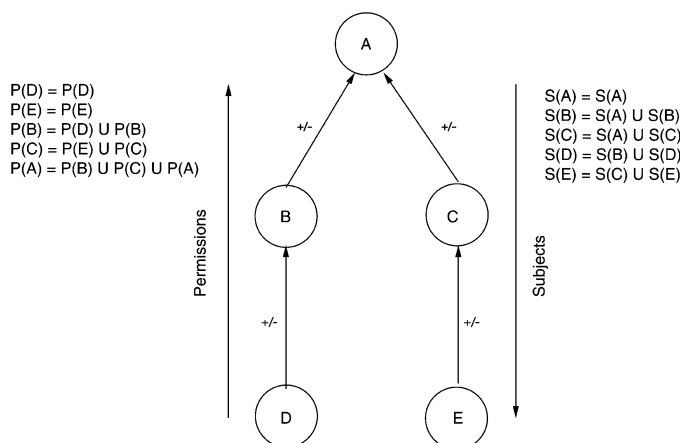 A
P(D) = P(D)
P(E) = P(E)
P(B) = P(D) U P(B)
P(C) = P(E) U P(C)
P(A) = P(B) U P(C) U P(A)
S(A) = S(A)
S(B) = S(A) U S(B)
S(C) = S(A) U S(C)
S(D) = S(B) U S(D)
S(E) = S(C) U S(E)
+/-
+/-
B
C
Permissions
Subjects
+/-
+/-
D
E